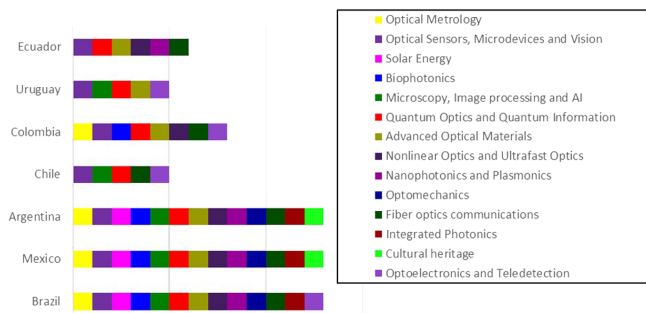 Ecuador
Uruguay
Colombia
Chile
Argentina
Mexico
Brazil
Optical Metrology
Optical Sensors, Microdevices and Vision
Solar Energy
Biophotonics
Microscopy, Image processing and AI
Quantum Optics and Quantum Information
Advanced Optical Materials
Nonlinear Optics and Ultrafast Optics
Nanophotonics and Plasmonics
Optomechanics
Fiber optics communications
Integrated Photonics
Cultural heritage
Optoelectronics and Teledetection